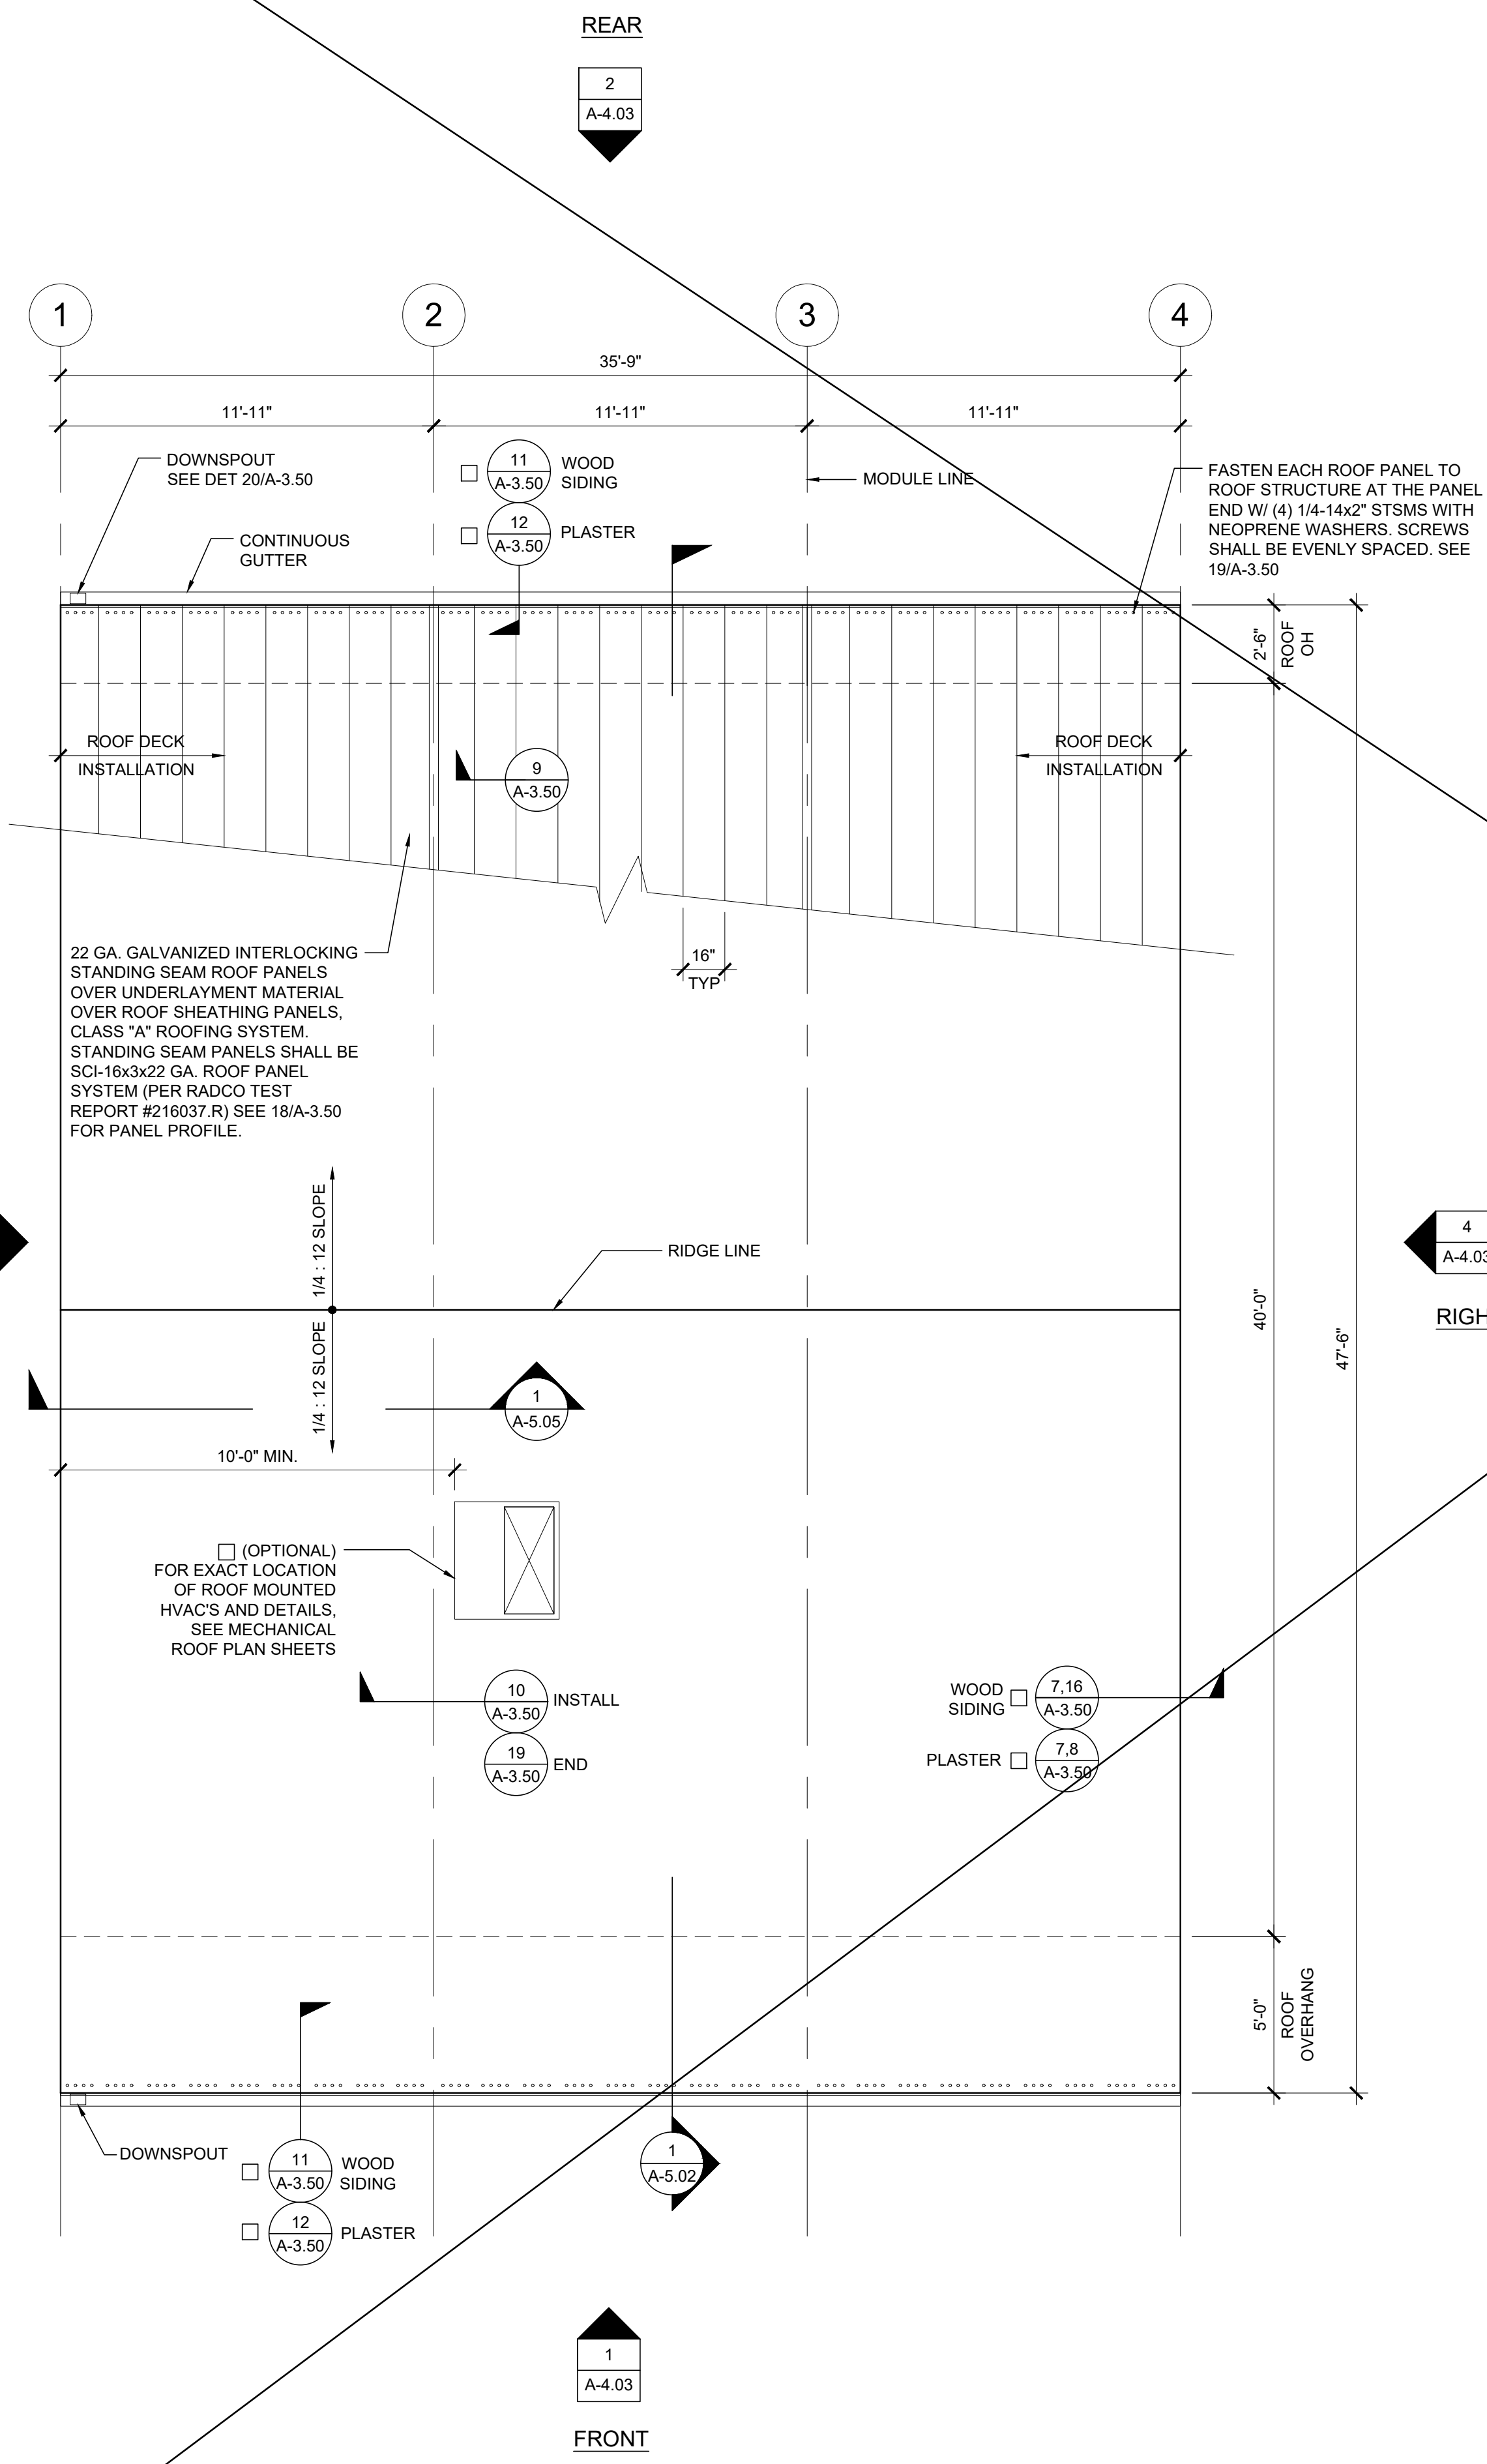 REAR
2
A-4.03
1
2
3
4
35'-9"
11'-11"
11'-11"
11'-11"
DOWNSPOUT
SEE DET 20/A-3.50
11
A-3.50
WOOD
SIDING
12
A-3.50
PLASTER
MODULE LINE
FASTEN EACH ROOF PANEL TO
ROOF STRUCTURE AT THE PANEL
END W/ (4) 1/4-14x2" STSMS WITH
NEOPRENE WASHERS. SCREWS
SHALL BE EVENLY SPACED. SEE
19/A-3.50
CONTINUOUS
GUTTER
2'-6"
ROOF
OH
ROOF DECK
INSTALLATION
9
A-3.50
ROOF DECK
INSTALLATION
22 GA. GALVANIZED INTERLOCKING
STANDING SEAM ROOF PANELS
OVER UNDERLAYMENT MATERIAL
OVER ROOF SHEATHING PANELS,
CLASS "A" ROOFING SYSTEM.
STANDING SEAM PANELS SHALL BE
SCI-16x3x22 GA. ROOF PANEL
SYSTEM (PER RADCO TEST
REPORT #216037.R) SEE 18/A-3.50
FOR PANEL PROFILE.
16"
TYP
1/4 : 12 SLOPE
RIDGE LINE
4
A-4.03
RIGH
40'-0"
47'-6"
1/4 : 12 SLOPE
1
A-5.05
10'-0" MIN.
(OPTIONAL)
FOR EXACT LOCATION
OF ROOF MOUNTED
HVAC'S AND DETAILS,
SEE MECHANICAL
ROOF PLAN SHEETS
10
A-3.50
INSTALL
19
A-3.50
END
WOOD
SIDING
7,16
A-3.50
PLASTER
7,8
A-3.50
5'-0"
ROOF
OVERHANG
DOWNSPOUT
11
A-3.50
WOOD
SIDING
12
A-3.50
PLASTER
1
A-5.02
1
A-4.03
FRONT